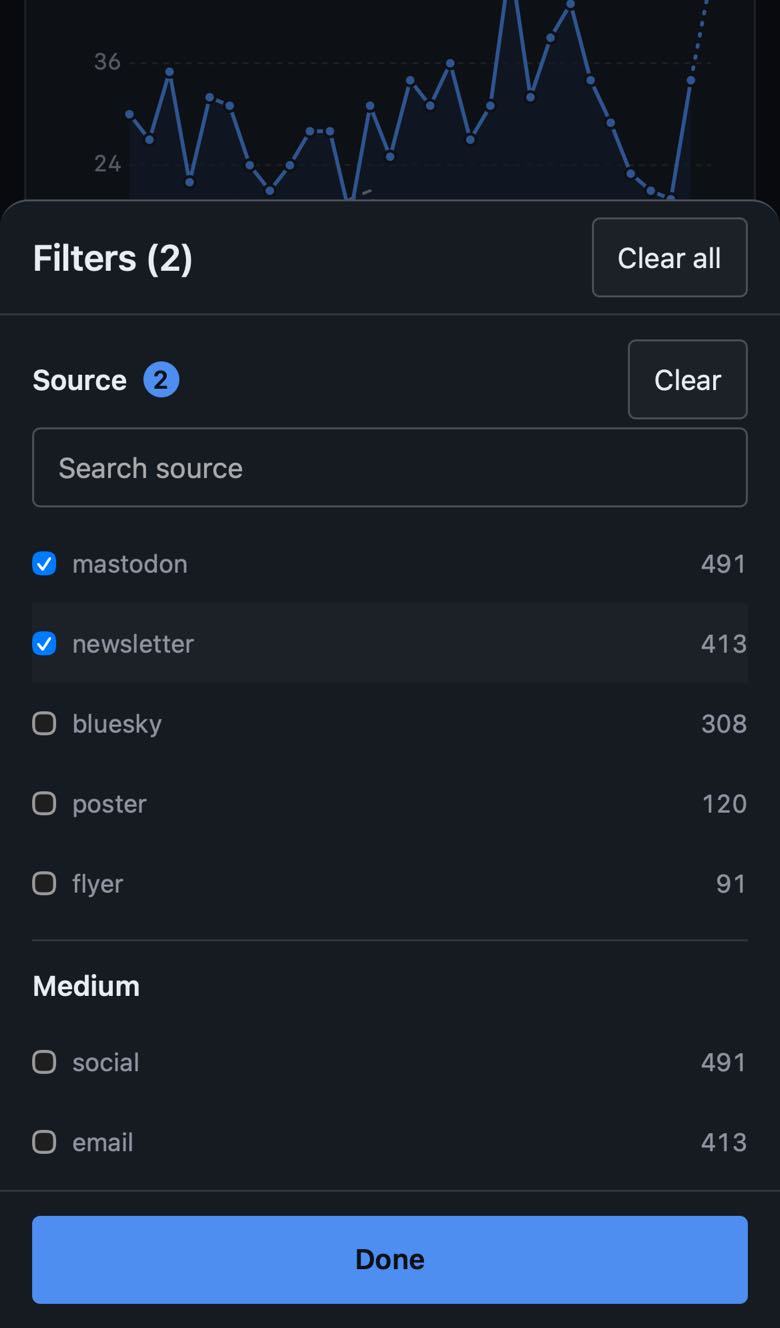 36
24
Filters (2)
Clear all
Source 2
Clear
Search source
mastodon 491
newsletter 413
bluesky 308
poster 120
flyer 91
Medium
social 491
email 413
Done